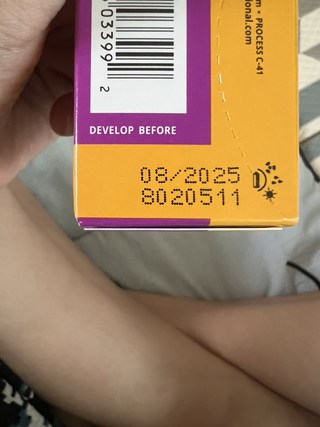 03399
2
m • PROCESS C-41
ional.com
DEVELOP BEFORE
08/2025
8020511